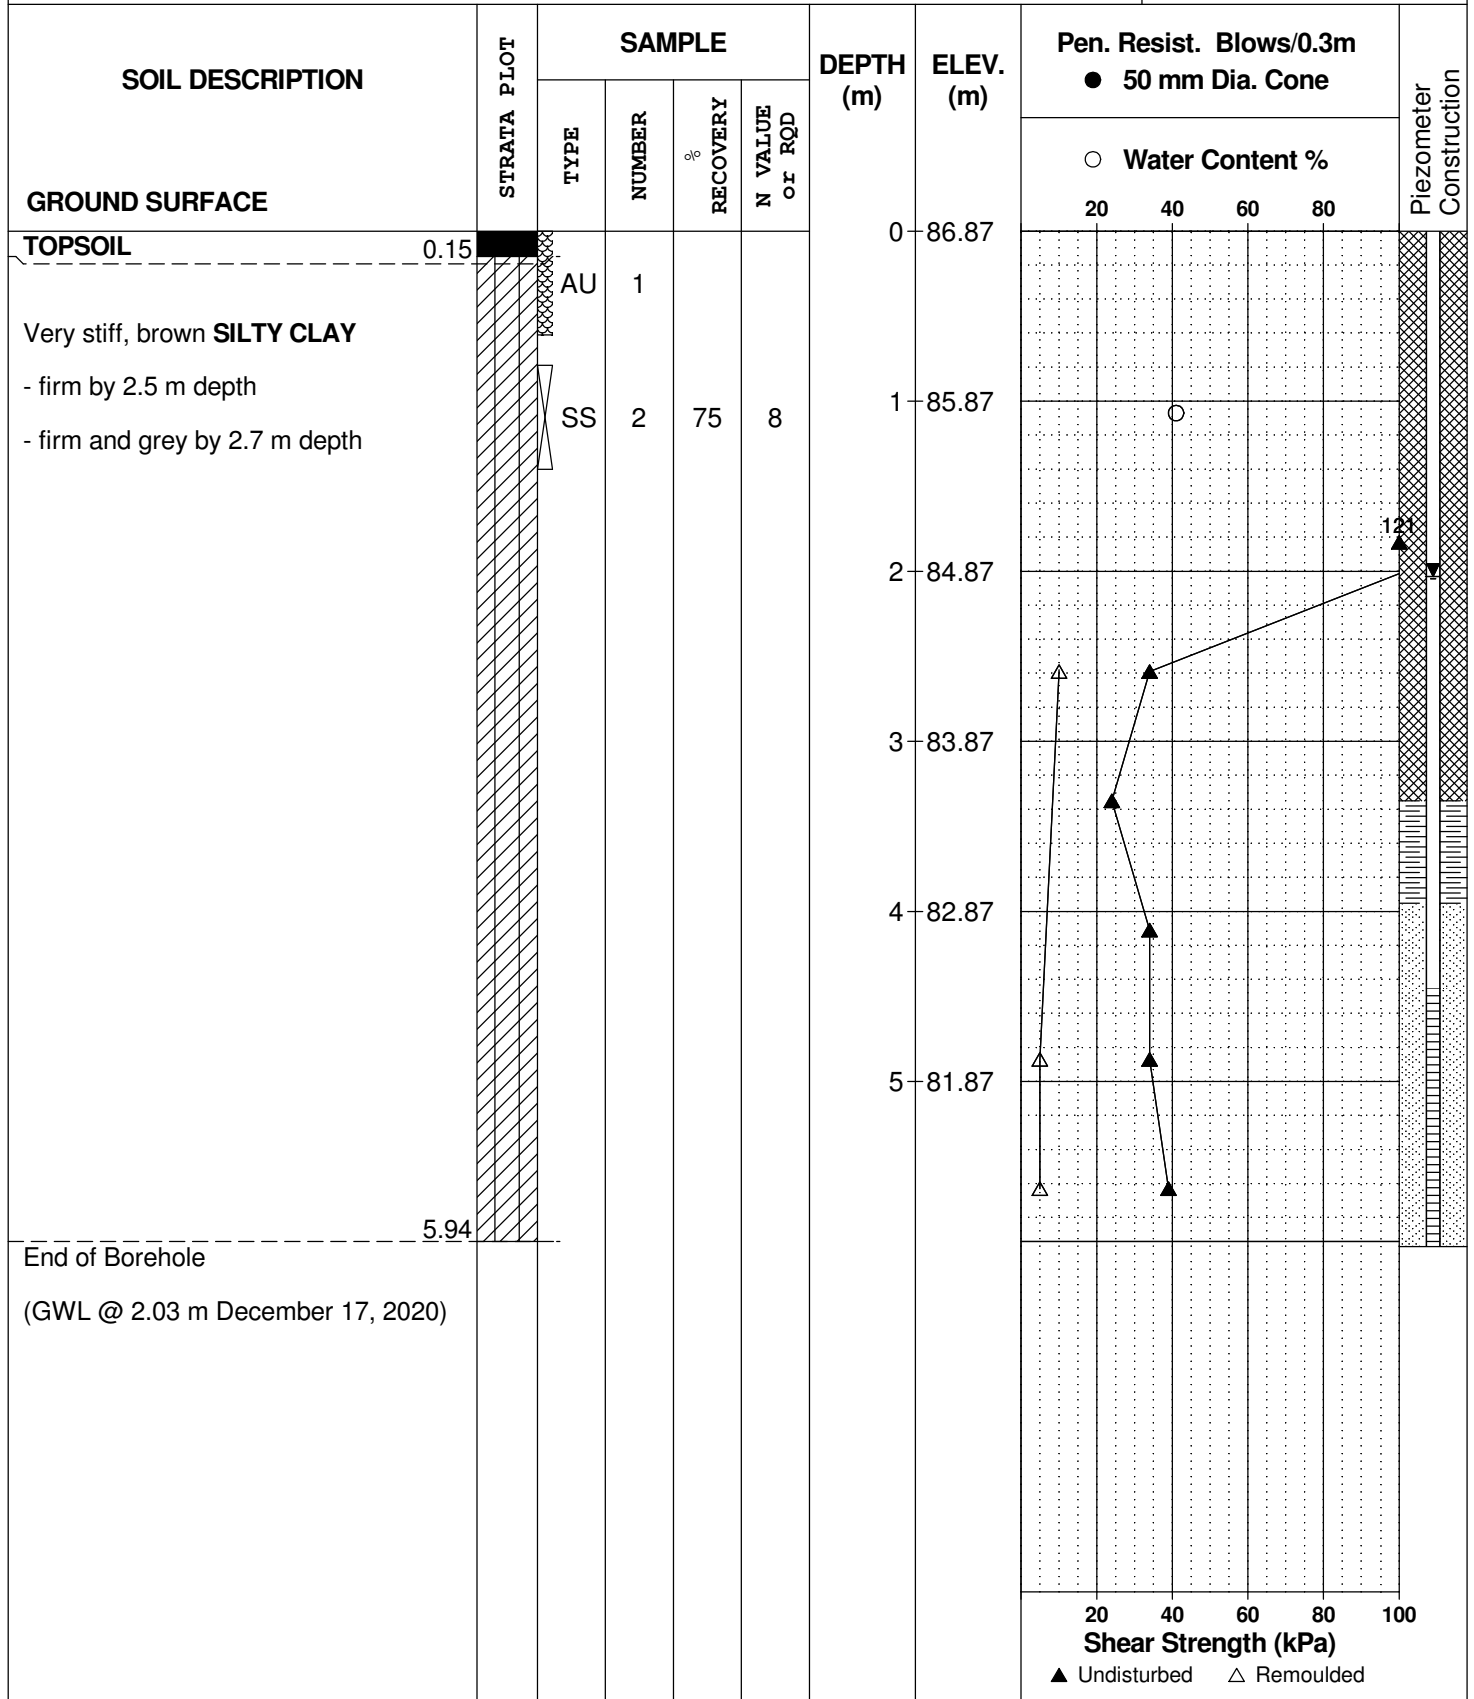 SOIL DESCRIPTION
GROUND SURFACE
STRATA PLOT
SAMPLE
TYPE
NUMBER
% RECOVERY
N VALUE or RQD
DEPTH (m)
ELEV. (m)
Pen. Resist. Blows/0.3m
● 50 mm Dia. Cone
○ Water Content %
20 40 60 80
Piezometer Construction
TOPSOIL 0.15
0 86.87
AU 1
Very stiff, brown SILTY CLAY
- firm by 2.5 m depth
1 85.87
SS 2 75 8
- firm and grey by 2.7 m depth
121
2 84.87
3 83.87
4 82.87
5 81.87
5.94
End of Borehole
(GWL @ 2.03 m December 17, 2020)
20 40 60 80 100
Shear Strength (kPa)
▲ Undisturbed △ Remoulded